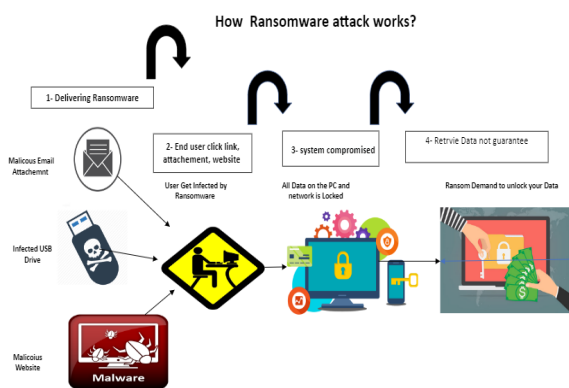 How Ransomware attack works?
1- Delivering Ransomware
Malicous Email
Attachemnt
Infected USB
Drive
Malicoius
Website
Malware
2- End user click link,
attachement, website
User Get Infected by
Ransomware
3- system compromised
All Data on the PC and
network is Locked
4- Retrvie Data not guarantee
Ransom Demand to unlock your Data